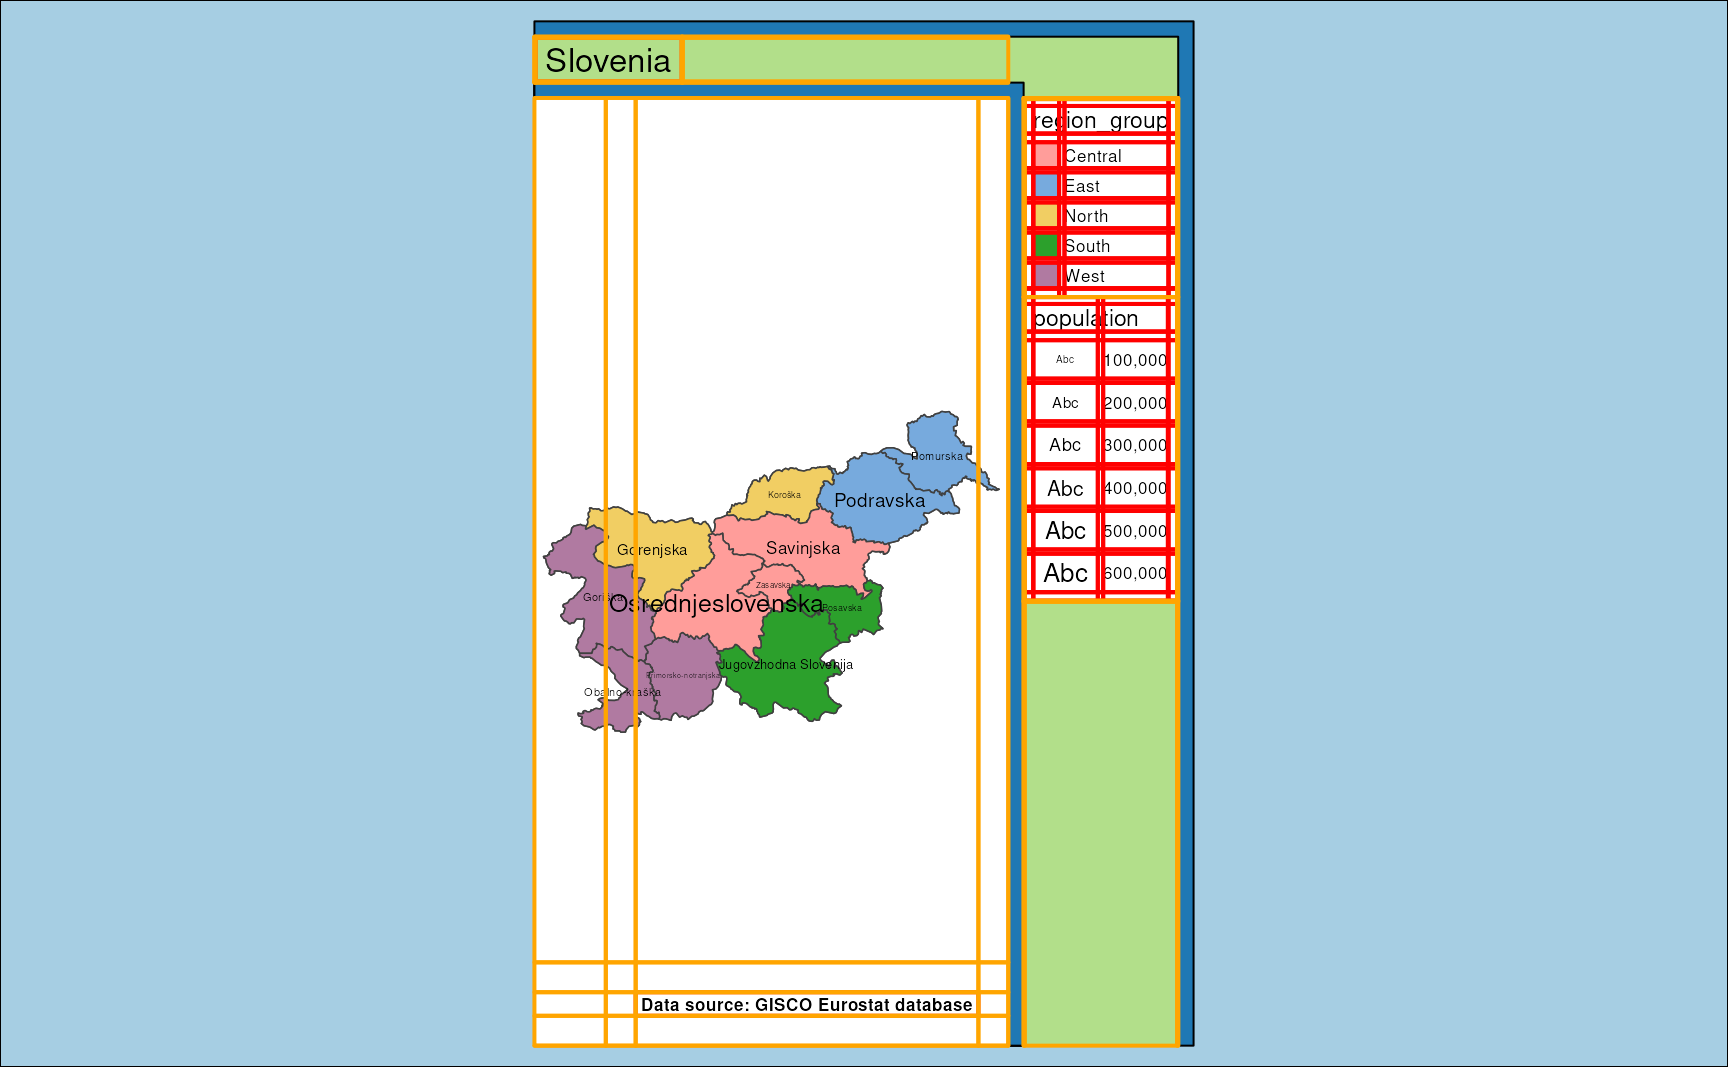 Slovenia
region_group
Central
East
North
South
West
population
Abc 100,000
Abc 200,000
Abc 300,000
Abc 400,000
Abc 500,000
Abc 600,000
Pomurska
Koroška
Podravska
Gorenjska
Savinjska
Zasavska
Goriška
Osrednjeslovenska
Posavska
Jugovzhodna Slovenija
Primorsko-notranjska
Obalno-kraška
Data source: GISCO Eurostat database